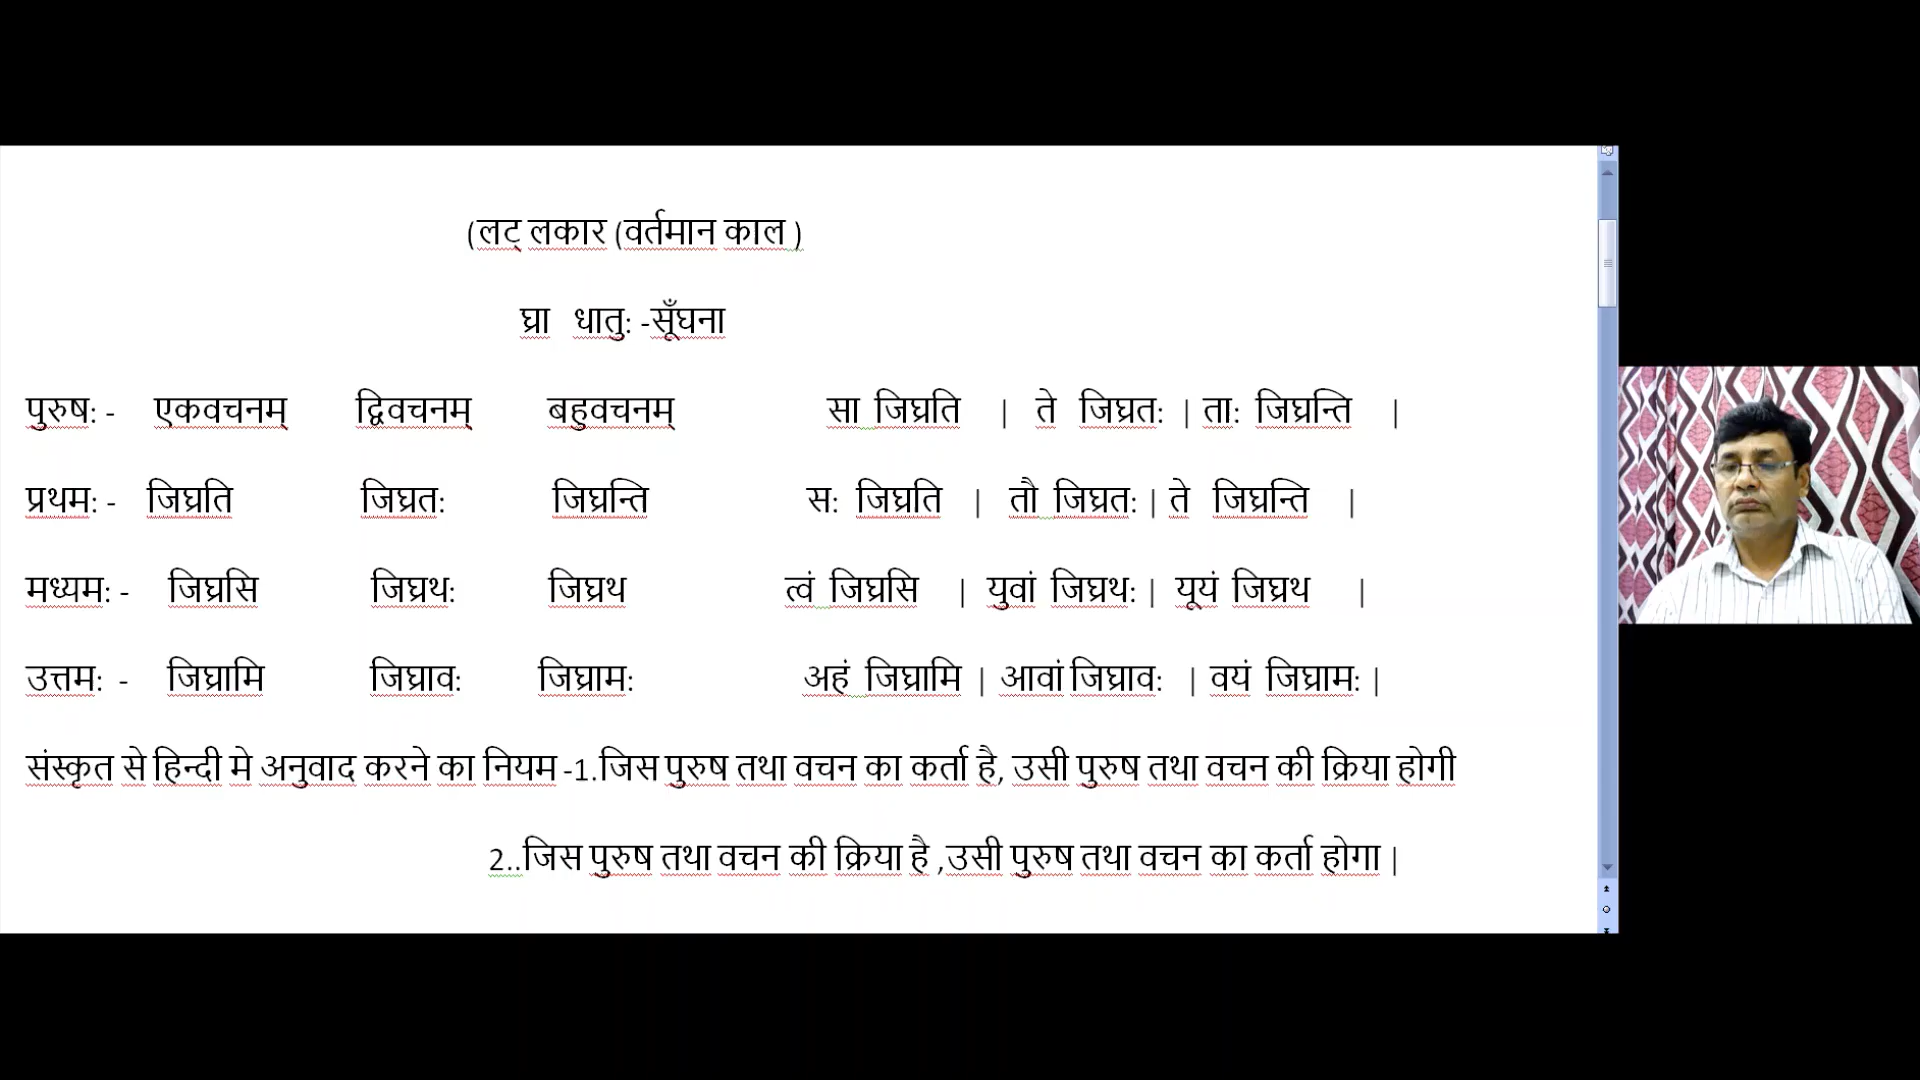 (लट् लकार (वर्तमान काल )
घ्रा धातु: -सूँघना
पुरुष: - एकवचनम् द्विवचनम् बहुवचनम् सा जिघ्रति | ते जिघ्रत: | ता: जिघ्रन्ति |
प्रथम: - जिघ्रति जिघ्रत: जिघ्रन्ति स: जिघ्रति | तौ जिघ्रत: | ते जिघ्रन्ति |
मध्यम: - जिघ्रसि जिघ्रथ: जिघ्रथ त्वं जिघ्रसि | युवां जिघ्रथ: | यूयं जिघ्रथ |
उत्तम: - जिघ्रामि जिघ्राव: जिघ्राम: अहं जिघ्रामि | आवां जिघ्राव: | वयं जिघ्राम: |
संस्कृत से हिन्दी मे अनुवाद करने का नियम -1.जिस पुरुष तथा वचन का कर्ता है, उसी पुरुष तथा वचन की क्रिया होगी
2..जिस पुरुष तथा वचन की क्रिया है ,उसी पुरुष तथा वचन का कर्ता होगा |